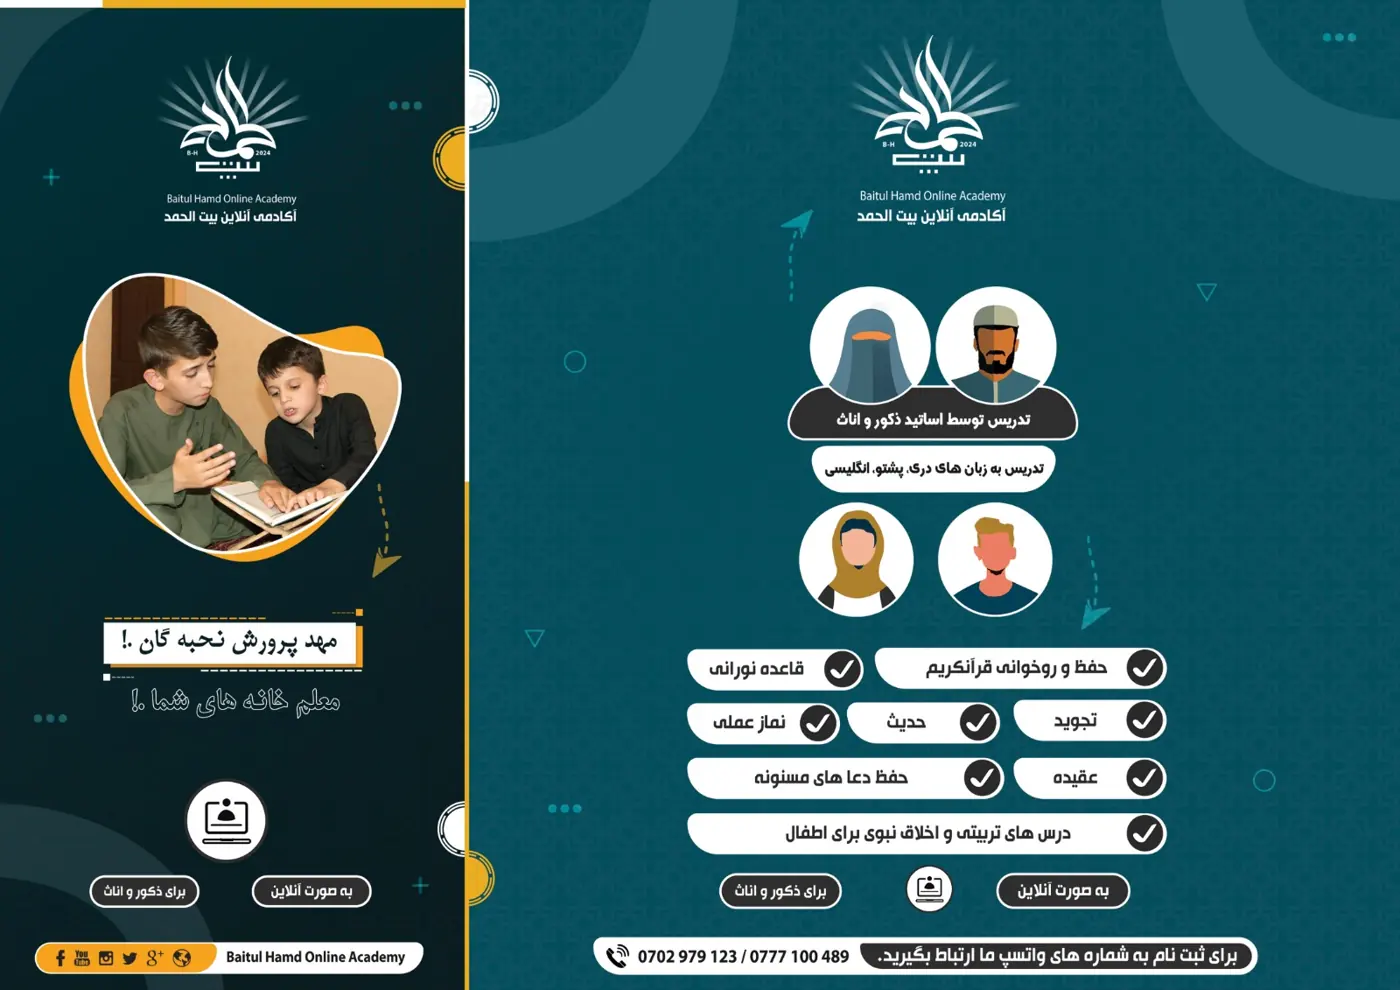 B-H 2024
Baitul Hamd Online Academy
آکادمی آنلاین بیت الحمد
مهد پرورش نحبه گان .!
معلم خانه های شما .!
به صورت آنلاین
برای ذکور و اناث
Baitul Hamd Online Academy
B-H 2024
Baitul Hamd Online Academy
آکادمی آنلاین بیت الحمد
تدریس توسط اساتید ذکور و اناث
تدریس به زبان های دری، پشتو، انگلیسی
حفظ و روخوانی قرآنکریم
قاعده نورانی
تجوید
حدیث
نماز عملی
عقیده
حفظ دعا های مسنونه
درس های تربیتی و اخلاق نبوی برای اطفال
به صورت آنلاین
برای ذکور و اناث
برای ثبت نام به شماره های واتسپ ما ارتباط بگیرید.
0702 979 123 / 0777 100 489